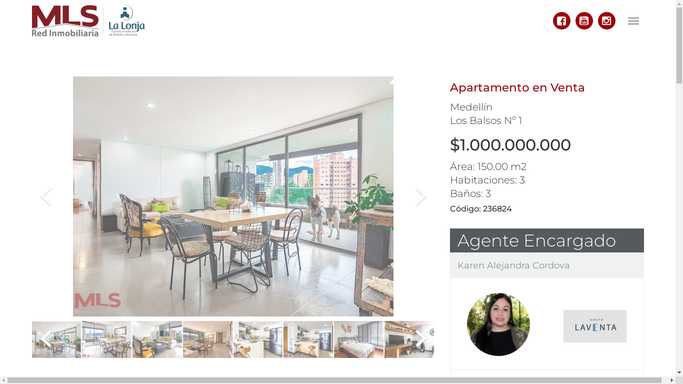 MLS
Red Inmobiliaria
La Lonja
Apartamento en Venta
Medellín
Los Balsos N° 1
$1.000.000.000
Área: 150.00 m2
Habitaciones: 3
Baños: 3
Código: 236824
MLS
Agente Encargado
Karen Alejandra Cordova
LAVENTA
MLS